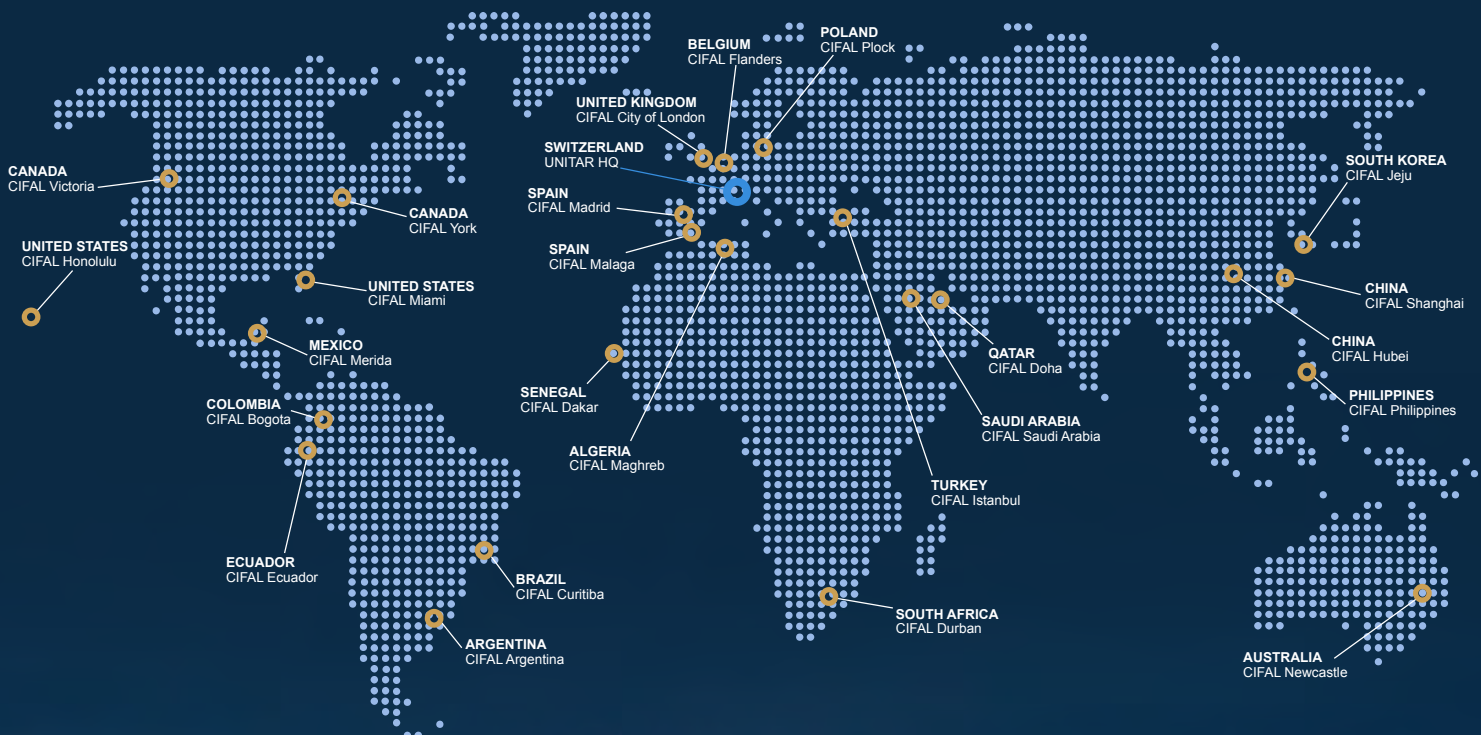 POLAND
CIFAL Plock
BELGIUM
CIFAL Flanders
UNITED KINGDOM
CIFAL City of London
SWITZERLAND
UNITAR HQ
SOUTH KOREA
CIFAL Jeju
CANADA
CIFAL Victoria
SPAIN
CIFAL Madrid
CANADA
CIFAL York
UNITED STATES
CIFAL Honolulu
SPAIN
CIFAL Malaga
UNITED STATES
CIFAL Miami
CHINA
CIFAL Shanghai
MEXICO
CIFAL Merida
CHINA
CIFAL Hubei
QATAR
CIFAL Doha
SENEGAL
CIFAL Dakar
PHILIPPINES
CIFAL Philippines
COLOMBIA
CIFAL Bogota
SAUDI ARABIA
CIFAL Saudi Arabia
ALGERIA
CIFAL Maghreb
TURKEY
CIFAL Istanbul
ECUADOR
CIFAL Ecuador
BRAZIL
CIFAL Curitiba
SOUTH AFRICA
CIFAL Durban
ARGENTINA
CIFAL Argentina
AUSTRALIA
CIFAL Newcastle